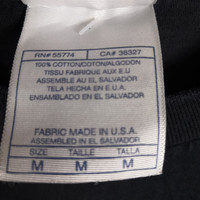 RN# 55774 CA# 36327
100% COTTON/COTON/ALGODON
TISSU FABRIQUE AUX E.U
ASSEMBLE AU EL SALVADOR
TELA HECHA EN E.U.A.
ENSAMBLADO EN EL SALVADOR
FABRIC MADE IN U.S.A.
ASSEMBLED IN EL SALVADOR
SIZE TAILLE TALLA
M M M